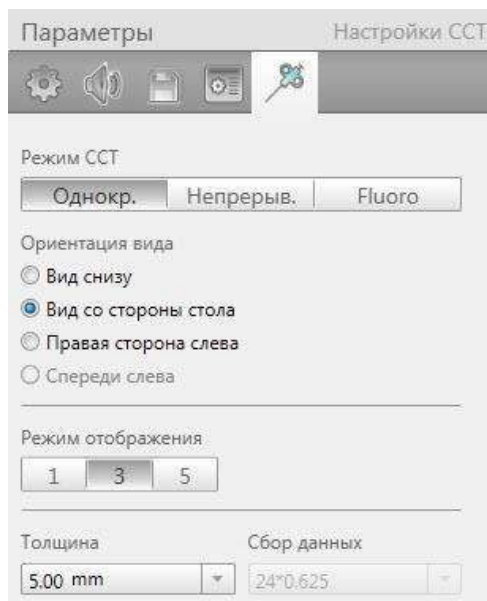 Параметры Настройки ССТ
Режим ССТ
Однокр. Непрерыв. Fluoro
Ориентация вида
Вид снизу
Вид со стороны стола
Правая сторона слева
Спереди слева
Режим отображения
1 3 5
Толщина Сбор данных
5.00 mm 24*0.625